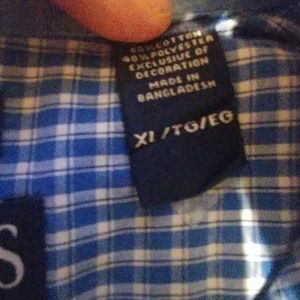 60% COTTON
40% POLYESTER
EXCLUSIVE OF
DECORATION
MADE IN
BANGLADESH
XL/TG/EG
S